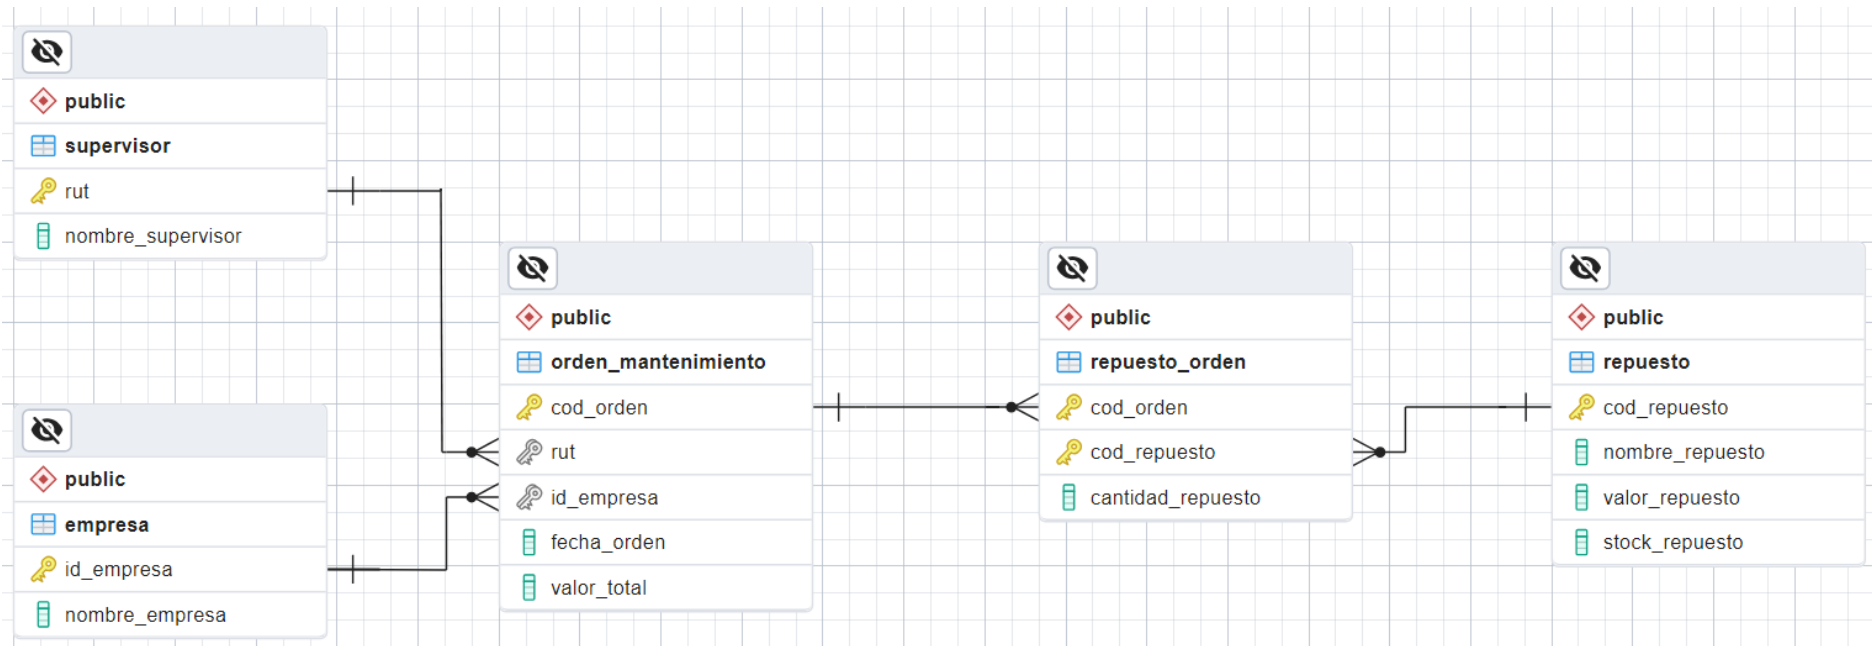 public
supervisor
rut
nombre_supervisor
public
empresa
id_empresa
nombre_empresa
public
orden_mantenimiento
cod_orden
rut
id_empresa
fecha_orden
valor_total
public
repuesto_orden
cod_orden
cod_repuesto
cantidad_repuesto
public
repuesto
cod_repuesto
nombre_repuesto
valor_repuesto
stock_repuesto